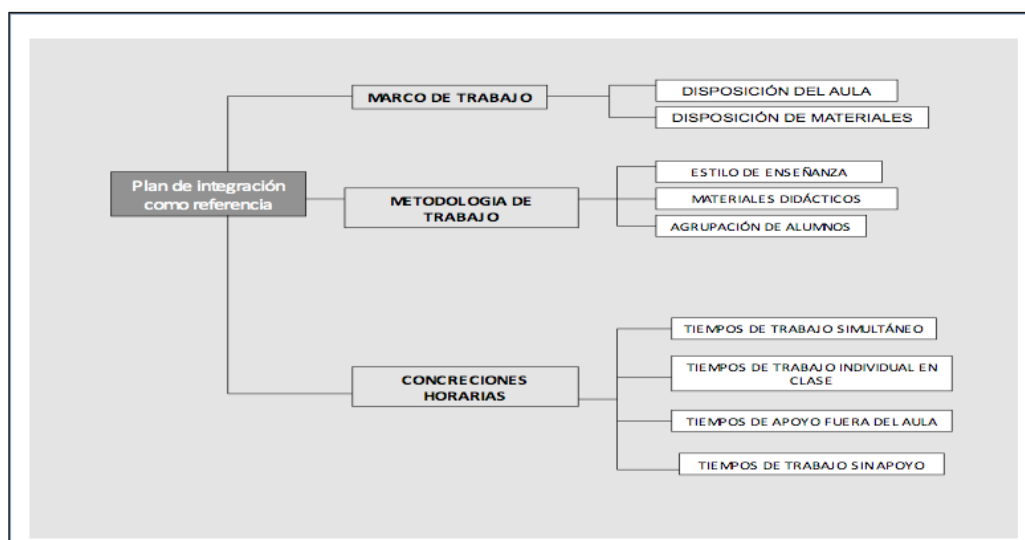 MARCO DE TRABAJO
DISPOSICIÓN DEL AULA
DISPOSICIÓN DE MATERIALES
Plan de integración
como referencia
METODOLOGIA DE
TRABAJO
ESTILO DE ENSEÑANZA
MATERIALES DIDÁCTICOS
AGRUPACIÓN DE ALUMNOS
CONCRECIONES
HORARIAS
TIEMPOS DE TRABAJO SIMULTÁNEO
TIEMPOS DE TRABAJO INDIVIDUAL EN
CLASE
TIEMPOS DE APOYO FUERA DEL AULA
TIEMPOS DE TRABAJO SIN APOYO